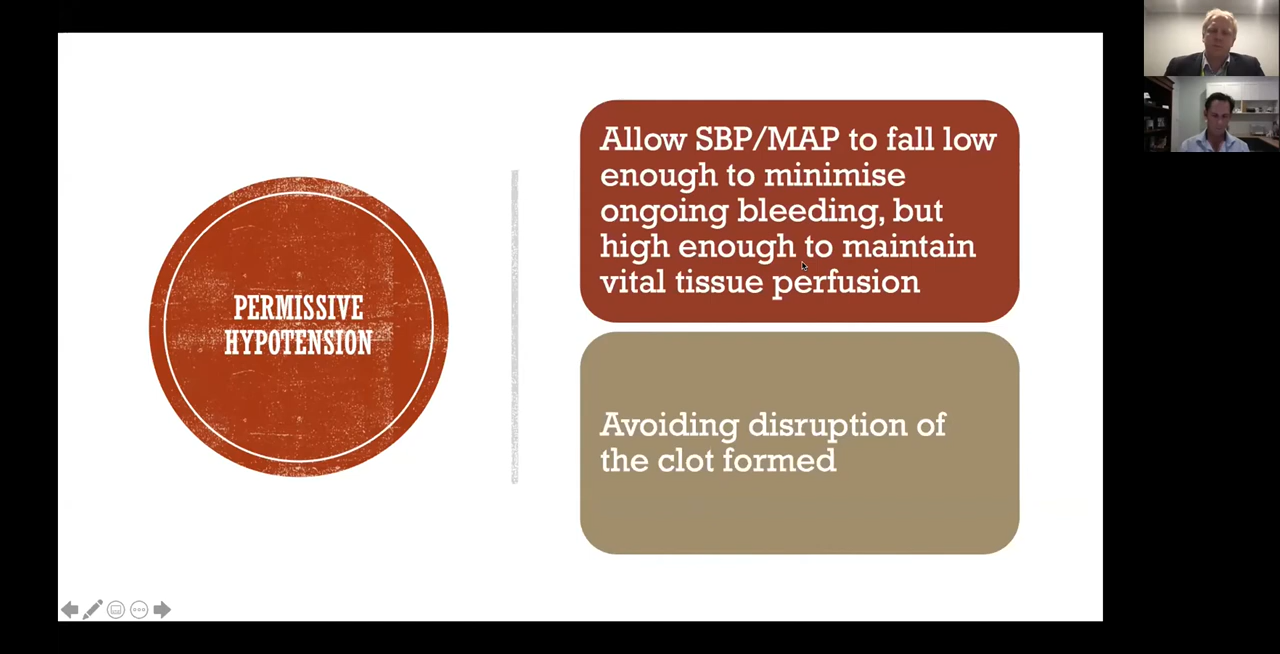 PERMISSIVE
HYPOTENSION
Allow SBP/MAP to fall low
enough to minimise
ongoing bleeding, but
high enough to maintain
vital tissue perfusion
Avoiding disruption of
the clot formed